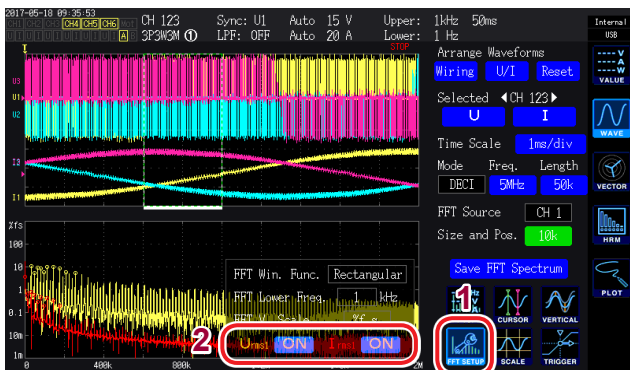 2017-05-18 09:35:53
CH 123 Sync: U1 Auto 15 V Upper: 1kHz 50ms
CH4 CH5 CH6
3P3W3M ① LPF: OFF Auto 20 A Lower: 1 Hz
Internal
USB
STOP
U3
U1
U2
I3
I1
Arrange Waveforms
Wiring U/I Reset
Selected ◀CH 123▶
U I
Time Scale 1ms/div
Mode Freq. Length
DECI 5MHz 50k
FFT Source CH 1
Size and Pos. 10k
Save FFT Spectrum
VALUE
WAVE
VECTOR
HRM
PLOT
%fs
100
10
1
0.1
10m
1m
0 400k 800k 2M
FFT Win. Func. Rectangular
FFT Lower Freq. 1 kHz
FFT V. Scale %f.s
Urms1 ON Irms1 ON
2
1
CURSOR VERTICAL
FFT SETUP SCALE TRIGGER